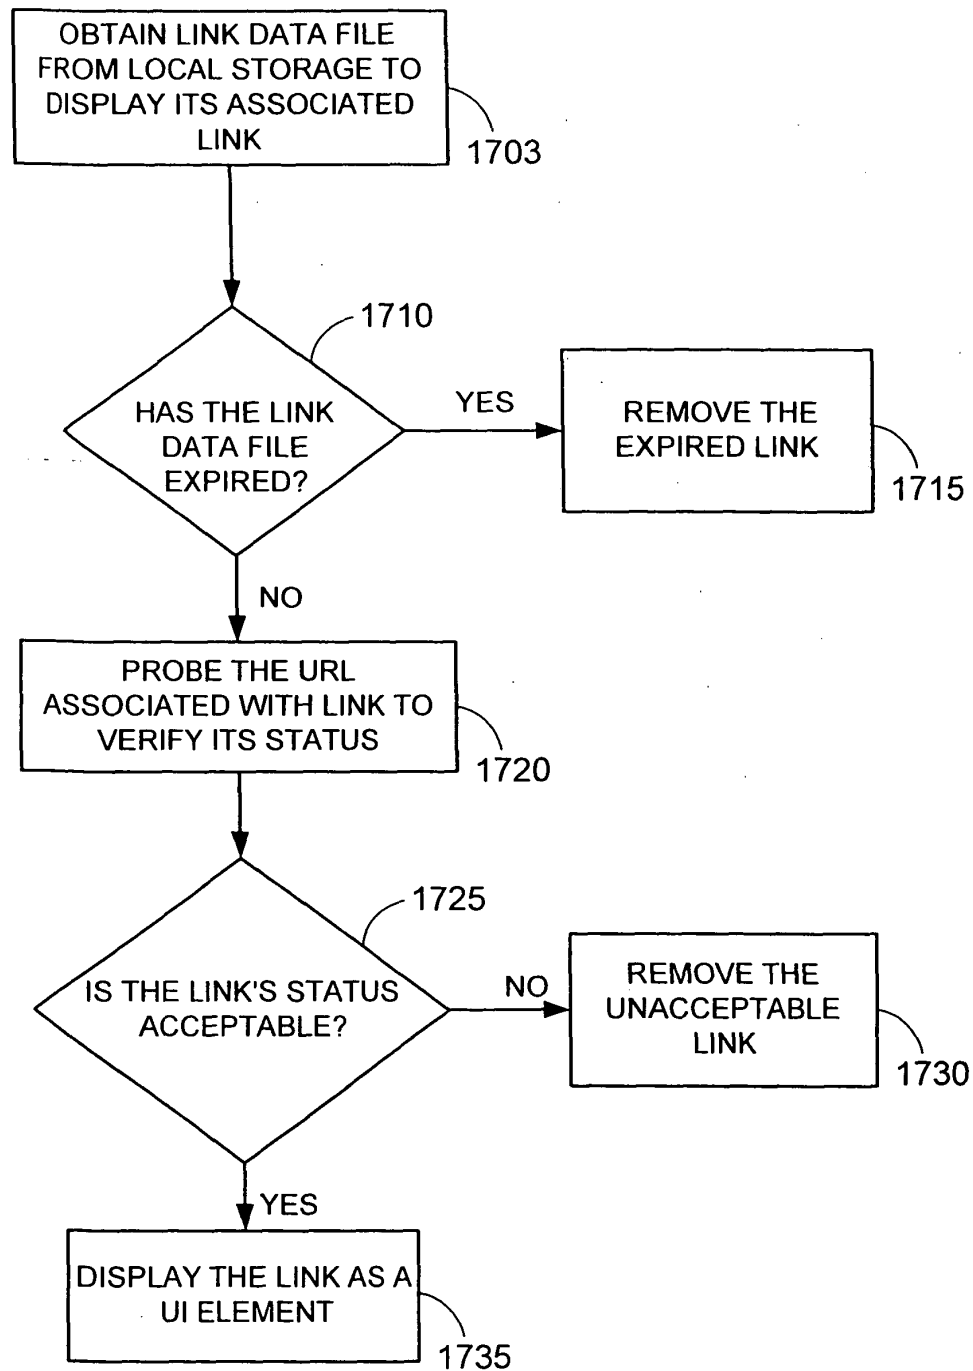 OBTAIN LINK DATA FILE
FROM LOCAL STORAGE TO
DISPLAY ITS ASSOCIATED
LINK
1703
1710
HAS THE LINK
DATA FILE
EXPIRED?
YES
REMOVE THE
EXPIRED LINK
1715
NO
PROBE THE URL
ASSOCIATED WITH LINK TO
VERIFY ITS STATUS
1720
1725
IS THE LINK'S STATUS
ACCEPTABLE?
NO
REMOVE THE
UNACCEPTABLE
LINK
1730
YES
DISPLAY THE LINK AS A
UI ELEMENT
1735